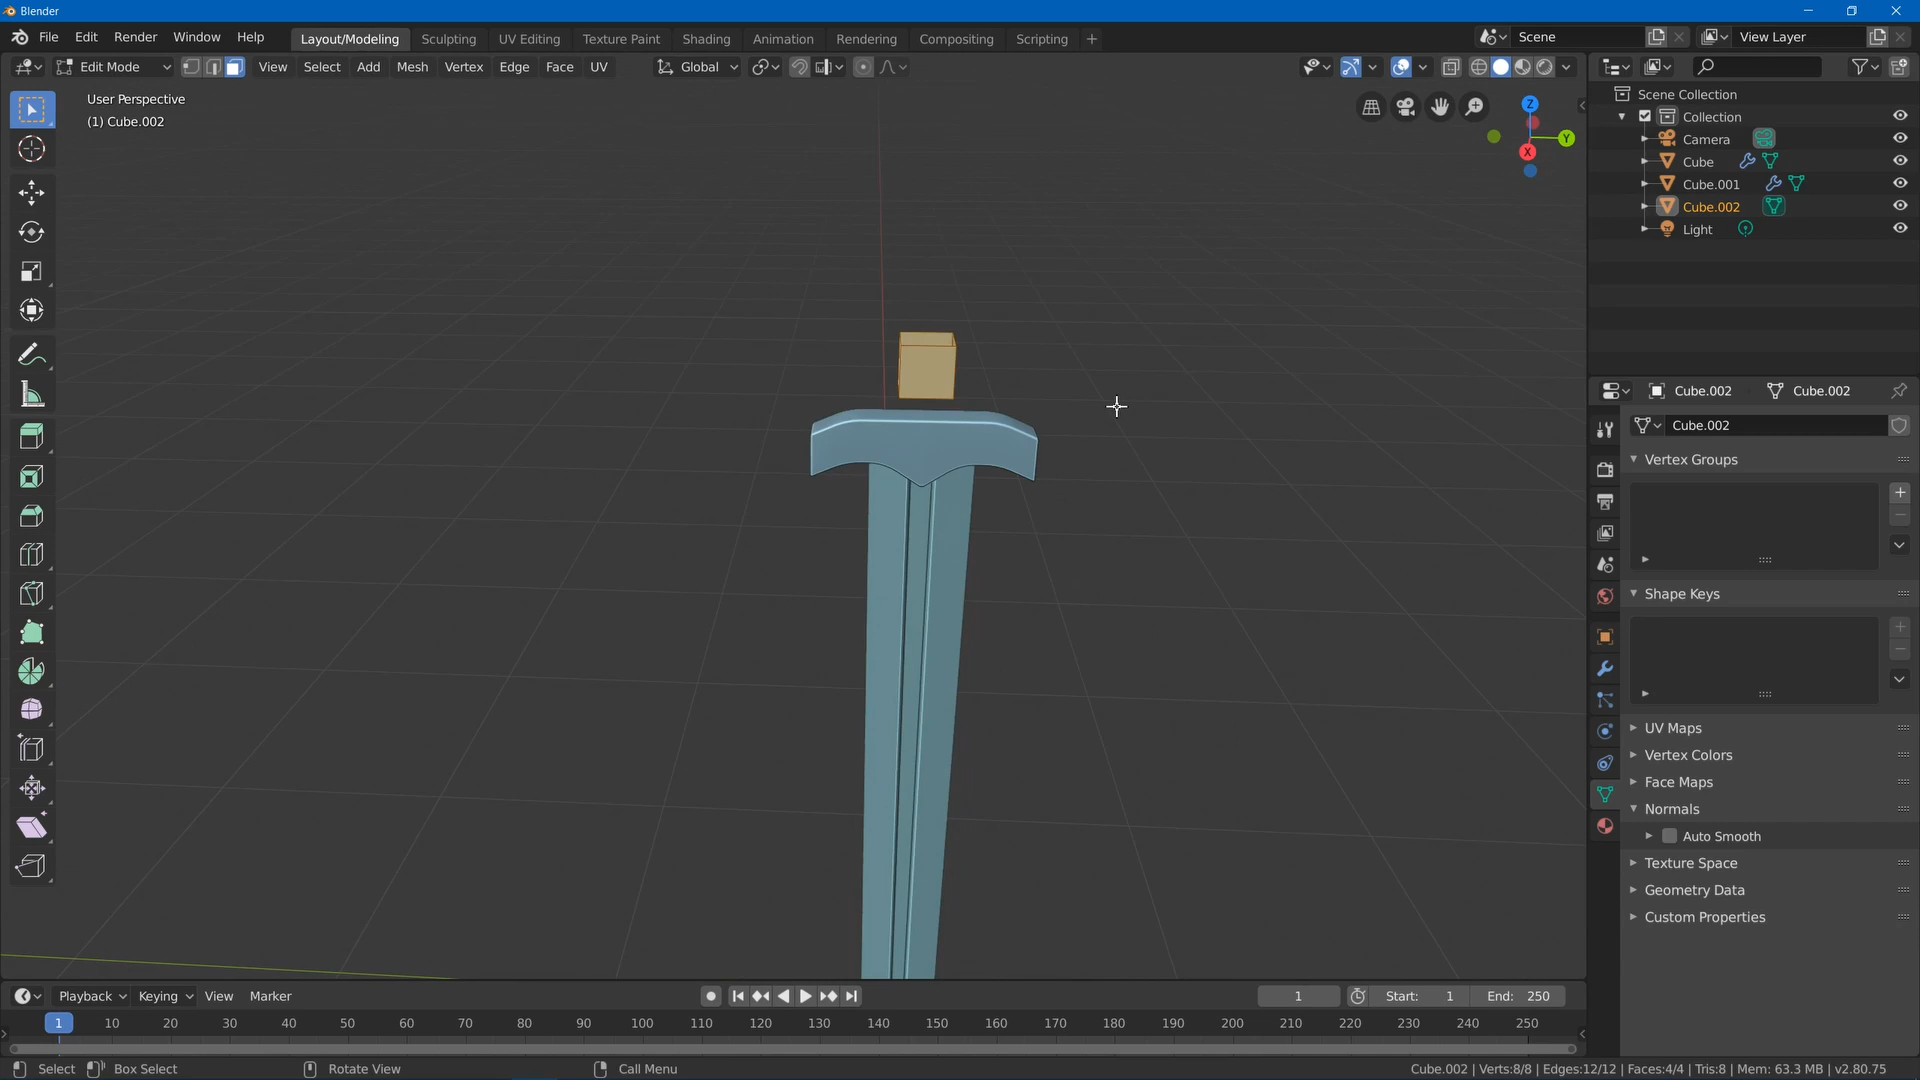 Blender
File Edit Render Window Help Layout/Modeling Sculpting UV Editing Texture Paint Shading Animation Rendering Compositing Scripting + Scene View Layer
Edit Mode View Select Add Mesh Vertex Edge Face UV Global
User Perspective
(1) Cube.002
Z
Y
X
Scene Collection
Collection
Camera
Cube
Cube.001
Cube.002
Light
Cube.002 Cube.002
Cube.002
Vertex Groups
Shape Keys
UV Maps
Vertex Colors
Face Maps
Normals
Auto Smooth
Texture Space
Geometry Data
Custom Properties
Playback Keying View Marker 1 Start: 1 End: 250
1 10 20 30 40 50 60 70 80 90 100 110 120 130 140 150 160 170 180 190 200 210 220 230 240 250
Select Box Select Rotate View Call Menu Cube.002 | Verts:8/8 | Edges:12/12 | Faces:4/4 | Tris:8 | Mem: 63.3 MB | v2.80.75